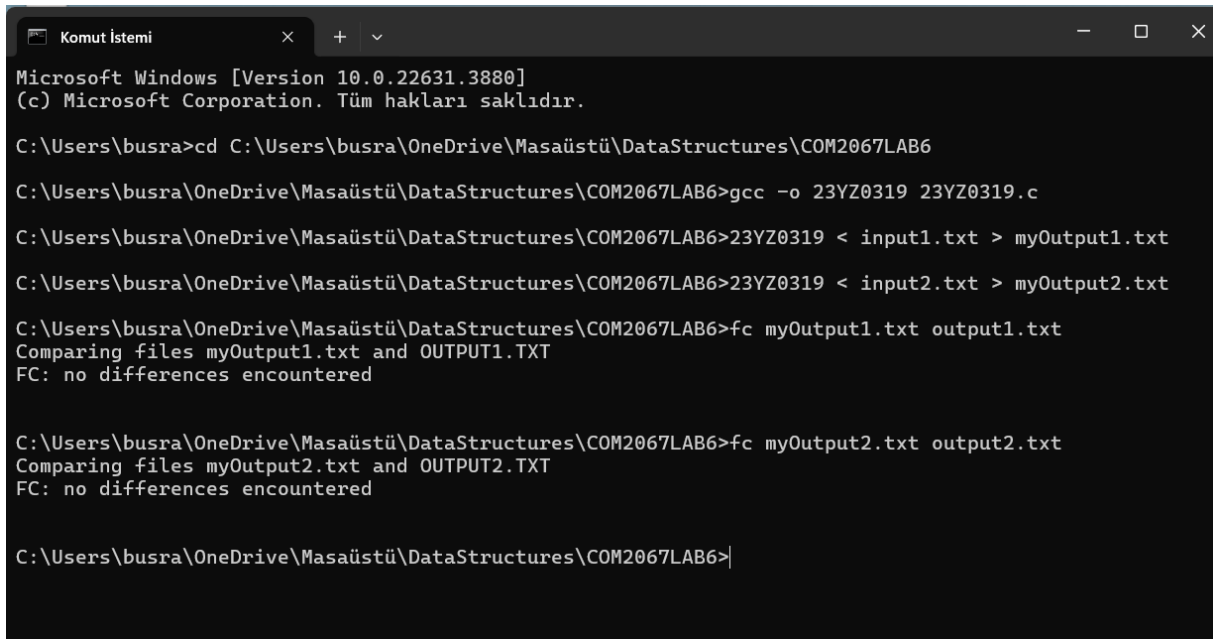 Komut İstemi
Microsoft Windows [Version 10.0.22631.3880]
(c) Microsoft Corporation. Tüm hakları saklıdır.
C:\Users\busra>cd C:\Users\busra\OneDrive\Masaüstü\DataStructures\COM2067LAB6
C:\Users\busra\OneDrive\Masaüstü\DataStructures\COM2067LAB6>gcc -o 23YZ0319 23YZ0319.c
C:\Users\busra\OneDrive\Masaüstü\DataStructures\COM2067LAB6>23YZ0319 < input1.txt > myOutput1.txt
C:\Users\busra\OneDrive\Masaüstü\DataStructures\COM2067LAB6>23YZ0319 < input2.txt > myOutput2.txt
C:\Users\busra\OneDrive\Masaüstü\DataStructures\COM2067LAB6>fc myOutput1.txt output1.txt
Comparing files myOutput1.txt and OUTPUT1.TXT
FC: no differences encountered
C:\Users\busra\OneDrive\Masaüstü\DataStructures\COM2067LAB6>fc myOutput2.txt output2.txt
Comparing files myOutput2.txt and OUTPUT2.TXT
FC: no differences encountered
C:\Users\busra\OneDrive\Masaüstü\DataStructures\COM2067LAB6>